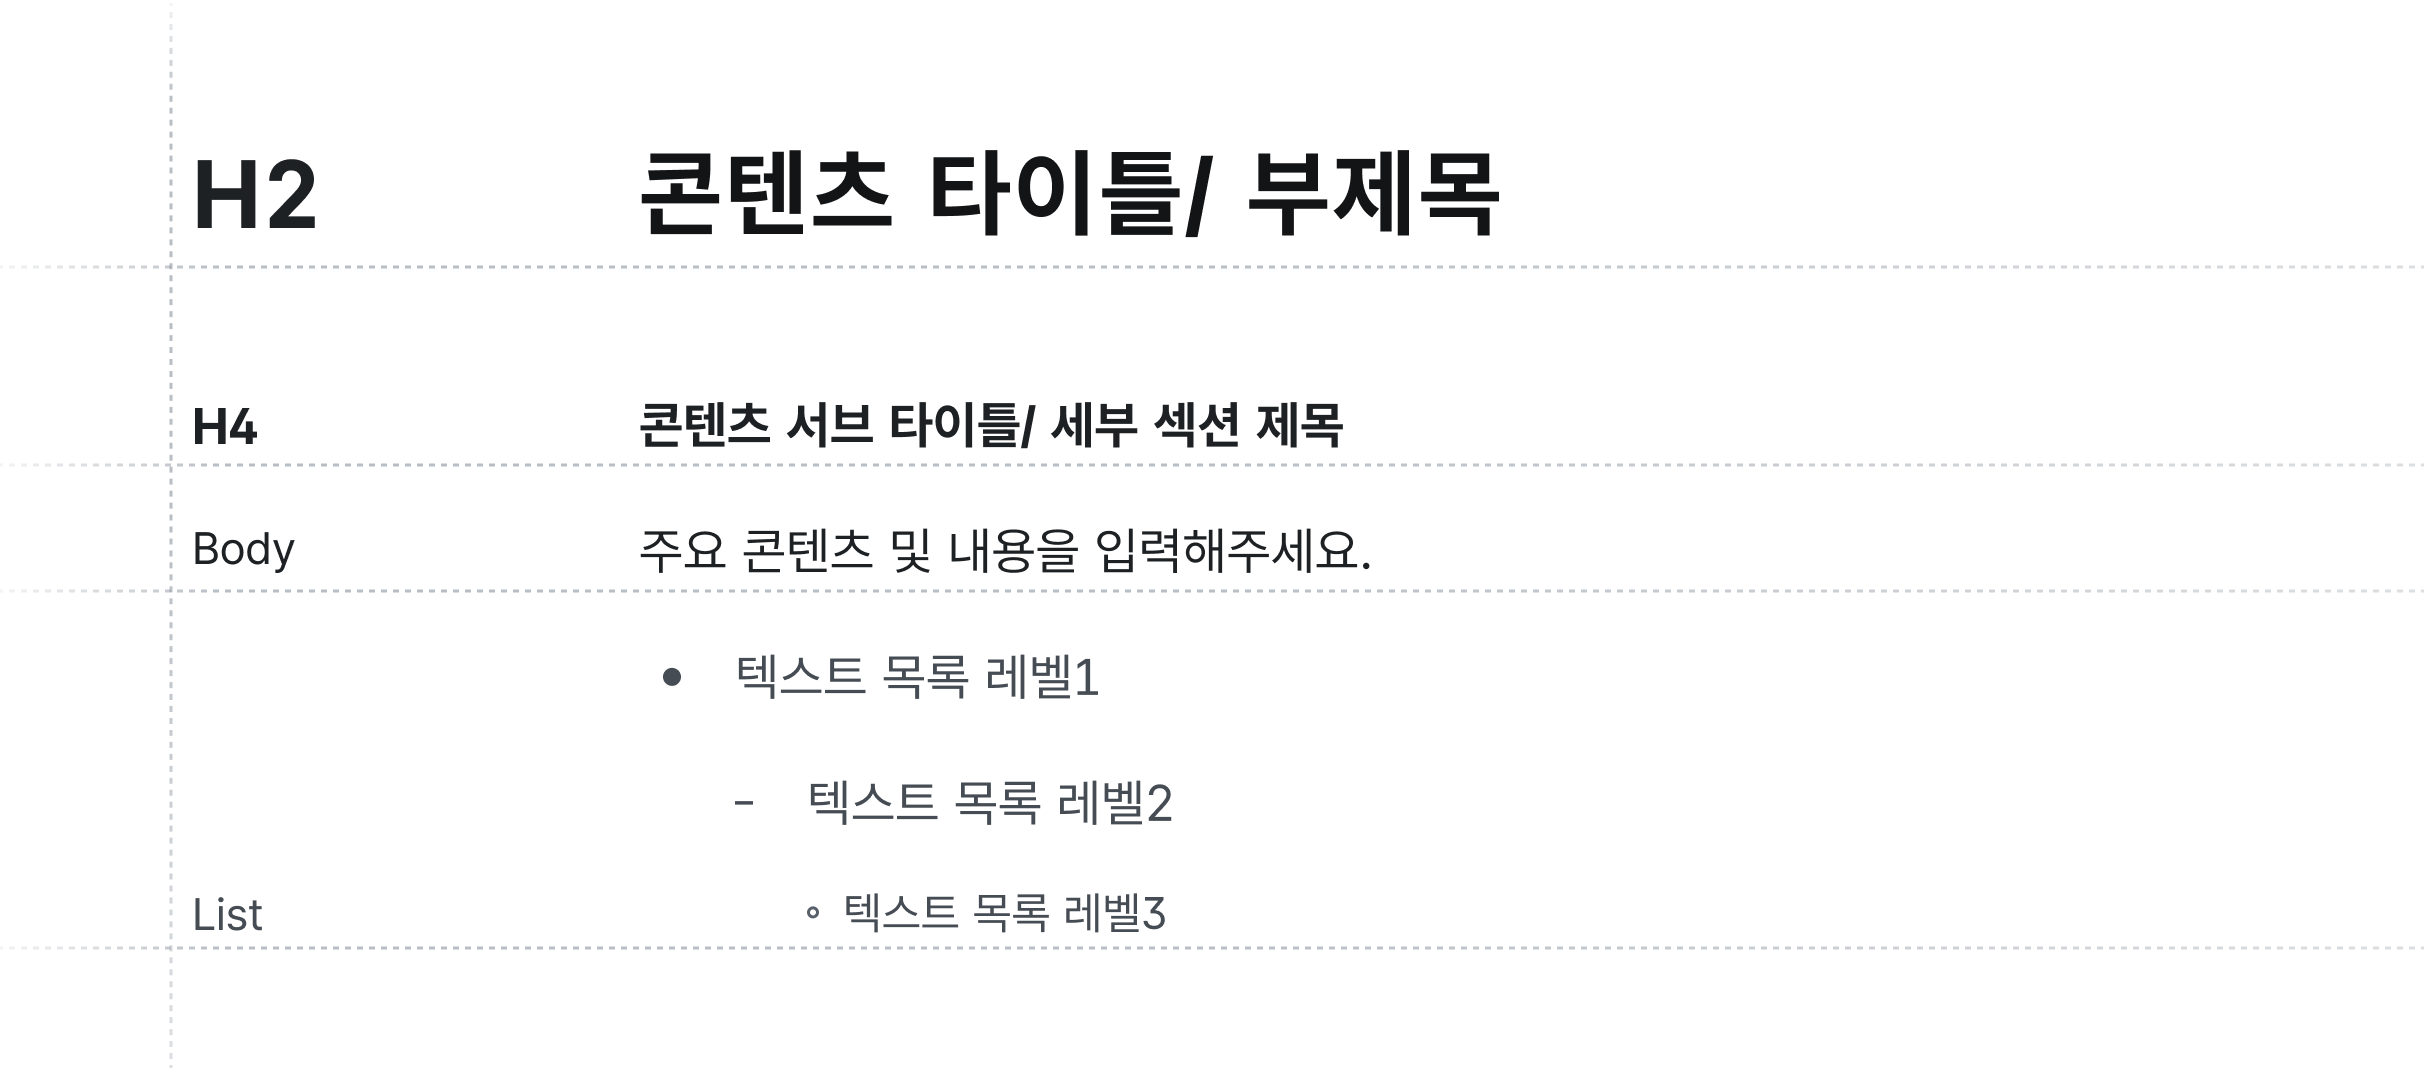 H2 콘텐츠 타이틀/ 부제목
H4 콘텐츠 서브 타이틀/ 세부 섹션 제목
Body 주요 콘텐츠 및 내용을 입력해주세요.
• 텍스트 목록 레벨1
- 텍스트 목록 레벨2
List ◦ 텍스트 목록 레벨3